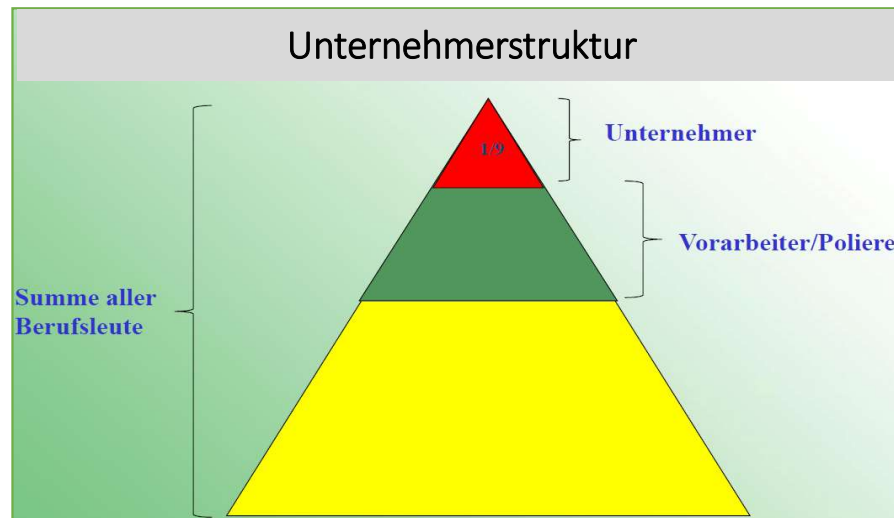 Unternehmerstruktur
Unternehmer
1/9
Vorarbeiter/Poliere
Summe aller
Berufsleute